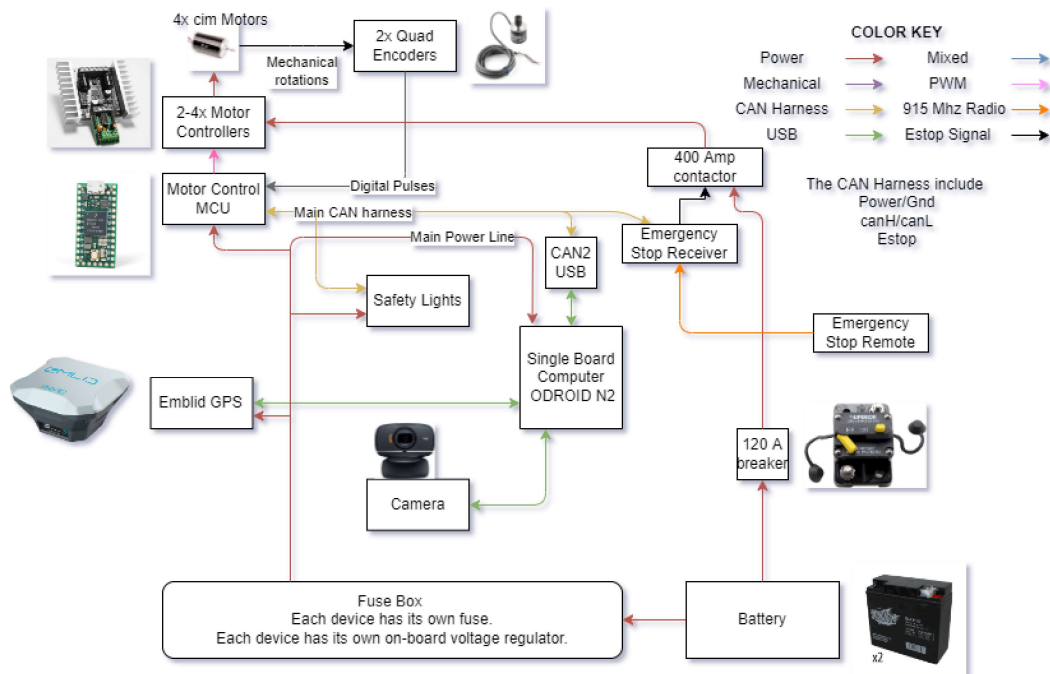 4x cim Motors
2x Quad
Encoders
Mechanical
rotations
COLOR KEY
Power
Mixed
Mechanical
PWM
CAN Harness
915 Mhz Radio
USB
Estop Signal
2-4x Motor
Controllers
400 Amp
contactor
The CAN Harness include
Power/Gnd
canH/canL
Estop
Motor Control
MCU
Digital Pulses
Main CAN harness
Main Power Line
CAN2
USB
Emergency
Stop Receiver
Safety Lights
Emergency
Stop Remote
Single Board
Computer
ODROID N2
Emblid GPS
120 A
breaker
Camera
Fuse Box
Each device has its own fuse.
Each device has its own on-board voltage regulator.
Battery
x2